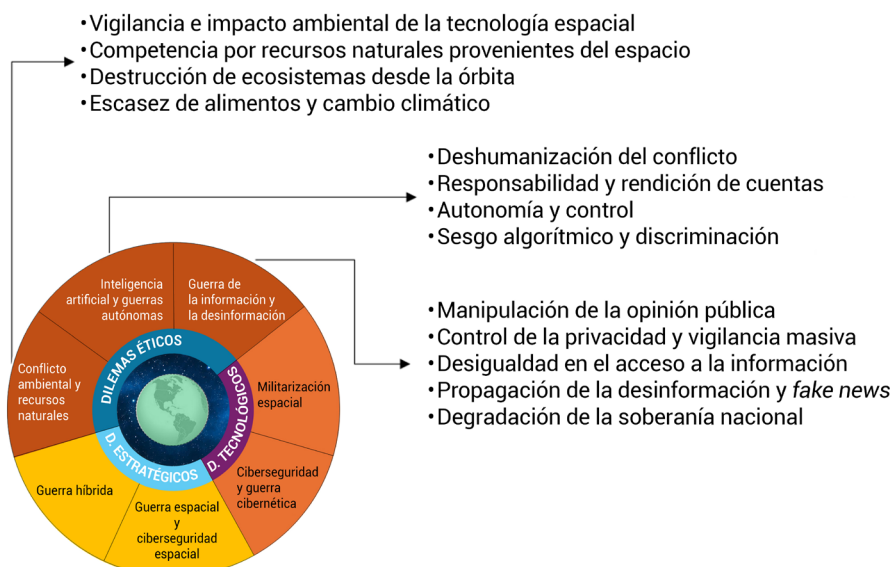 •Vigilancia e impacto ambiental de la tecnología espacial
•Competencia por recursos naturales provenientes del espacio
•Destrucción de ecosistemas desde la órbita
•Escasez de alimentos y cambio climático
•Deshumanización del conflicto
•Responsabilidad y rendición de cuentas
•Autonomía y control
•Sesgo algorítmico y discriminación
•Manipulación de la opinión pública
•Control de la privacidad y vigilancia masiva
•Desigualdad en el acceso a la información
•Propagación de la desinformación y fake news
•Degradación de la soberanía nacional
Inteligencia
artificial y guerras
autónomas
Guerra de
la información y
la desinformación
Conflicto
ambiental y
recursos
naturales
DILEMAS ÉTICOS
D. TECNOLÓGICOS
D. ESTRATÉGICOS
Militarización
espacial
Ciberseguridad
y guerra
cibernética
Guerra híbrida
Guerra espacial
y
ciberseguridad
espacial